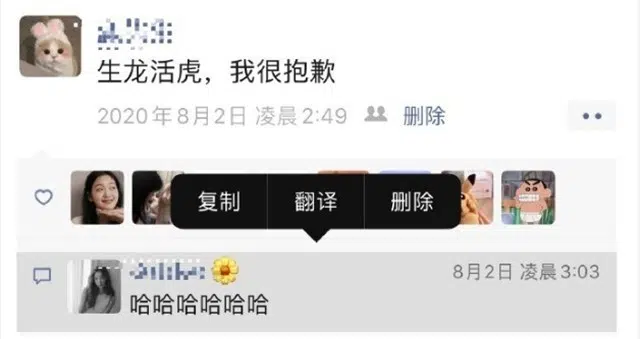 生龙活虎，我很抱歉
2020年8月2日 凌晨2:49 删除
复制 翻译 删除
8月2日 凌晨3:03
哈哈哈哈哈哈